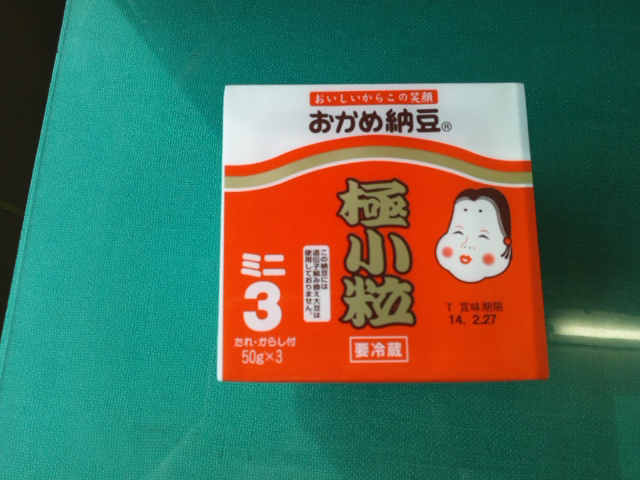 おいしいからこの笑顔
おかめ納豆®
極小粒
この納豆には
遺伝子組み換え大豆は
使用しておりません。
ミニ
3
たれ・からし付
50g×3
要冷蔵
T 賞味期限
14. 2.27